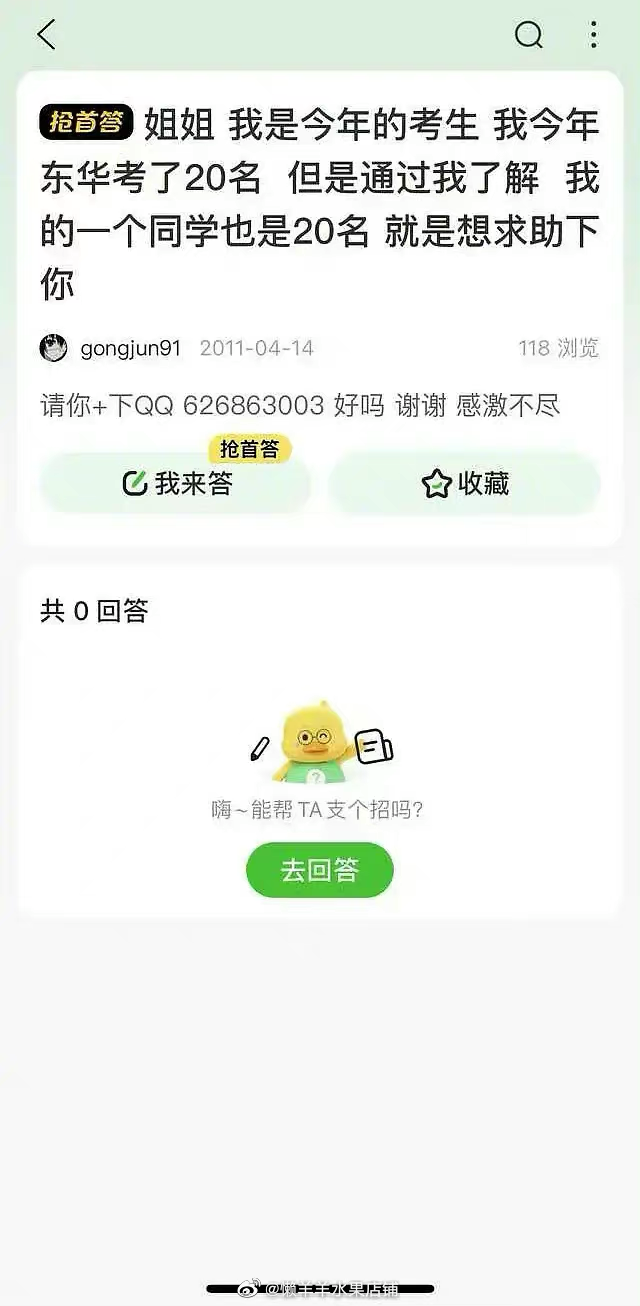 抢首答 姐姐 我是今年的考生 我今年
东华考了20名 但是通过我了解 我
的一个同学也是20名 就是想求助下
你
gongjun91 2011-04-14 118 浏览
请你+下QQ 626863003 好吗 谢谢 感激不尽
抢首答
我来答 收藏
共 0 回答
?
嗨~能帮 TA 支个招吗?
去回答
@懒羊羊水果店铺